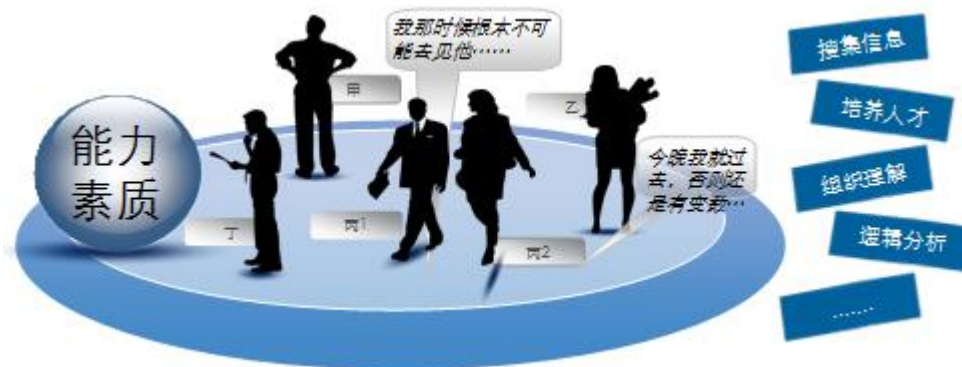 能力
素质
我那时候根本不可
能去见他……
甲
乙
丙1
丙2
丁
今晚我就过
去，否则还
是有变数…
搜集信息
培养人才
组织理解
逻辑分析
.......